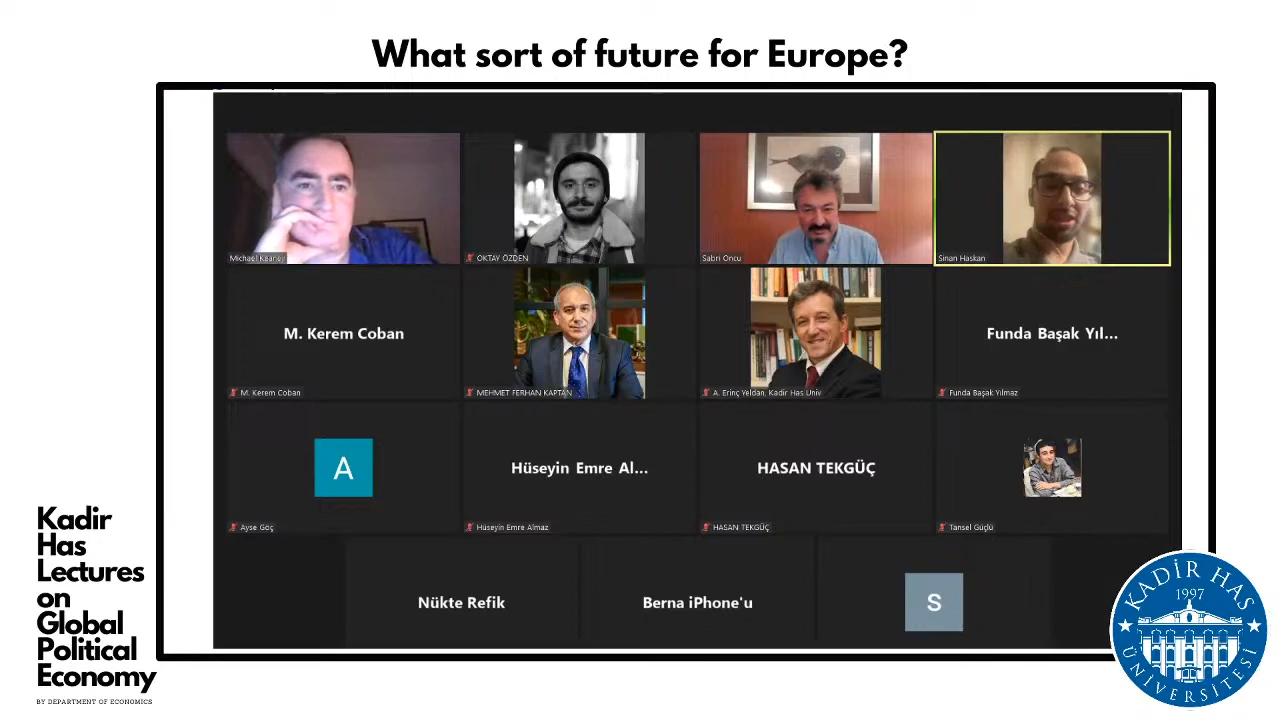 What sort of future for Europe?
Michael Keaney
OKTAY ÖZDEN
Sabri Oncu
Sinan Haskan
M. Kerem Coban
Funda Başak Yıl...
M. Kerem Coban
MEHMET FERHAN KAPTAN
A. Erinç Yeldan, Kadir Has Univ
Funda Başak Yılmaz
A
Hüseyin Emre Al...
HASAN TEKGÜÇ
Ayse Göç
Hüseyin Emre Almaz
HASAN TEKGÜÇ
Tansel Güçlü
Nükte Refik
Berna iPhone'u
S
Kadir
Has
Lectures
on
Global
Political
Economy
BY DEPARTMENT OF ECONOMICS
KADİR HAS
1997
ÜNİVERSİTESİ